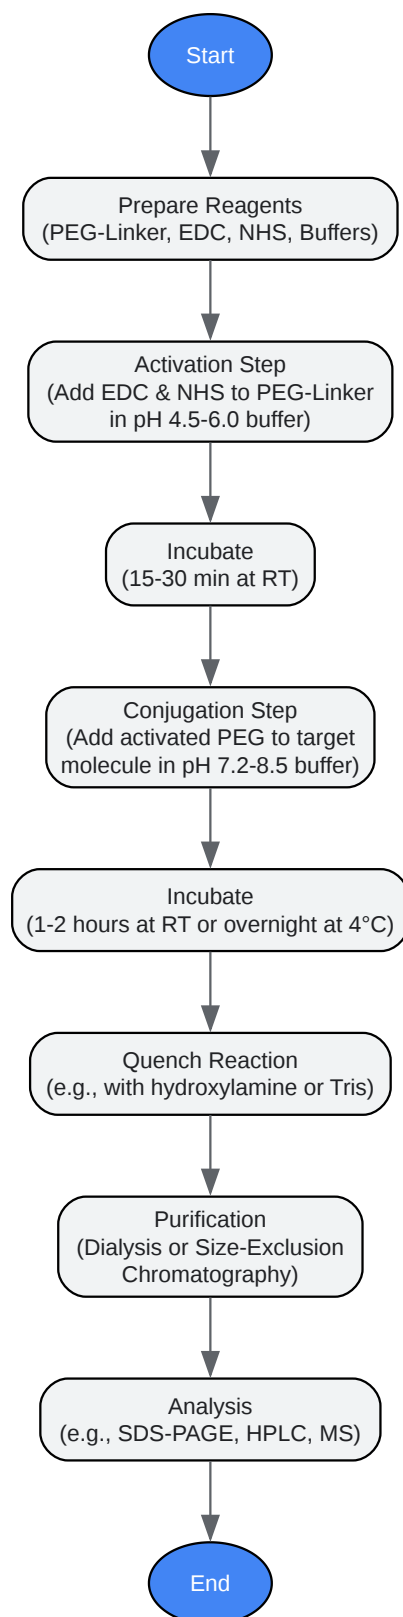 Start
Prepare Reagents
(PEG-Linker, EDC, NHS, Buffers)
Activation Step
(Add EDC & NHS to PEG-Linker
in pH 4.5-6.0 buffer)
Incubate
(15-30 min at RT)
Conjugation Step
(Add activated PEG to target
molecule in pH 7.2-8.5 buffer)
Incubate
(1-2 hours at RT or overnight at 4°C)
Quench Reaction
(e.g., with hydroxylamine or Tris)
Purification
(Dialysis or Size-Exclusion
Chromatography)
Analysis
(e.g., SDS-PAGE, HPLC, MS)
End